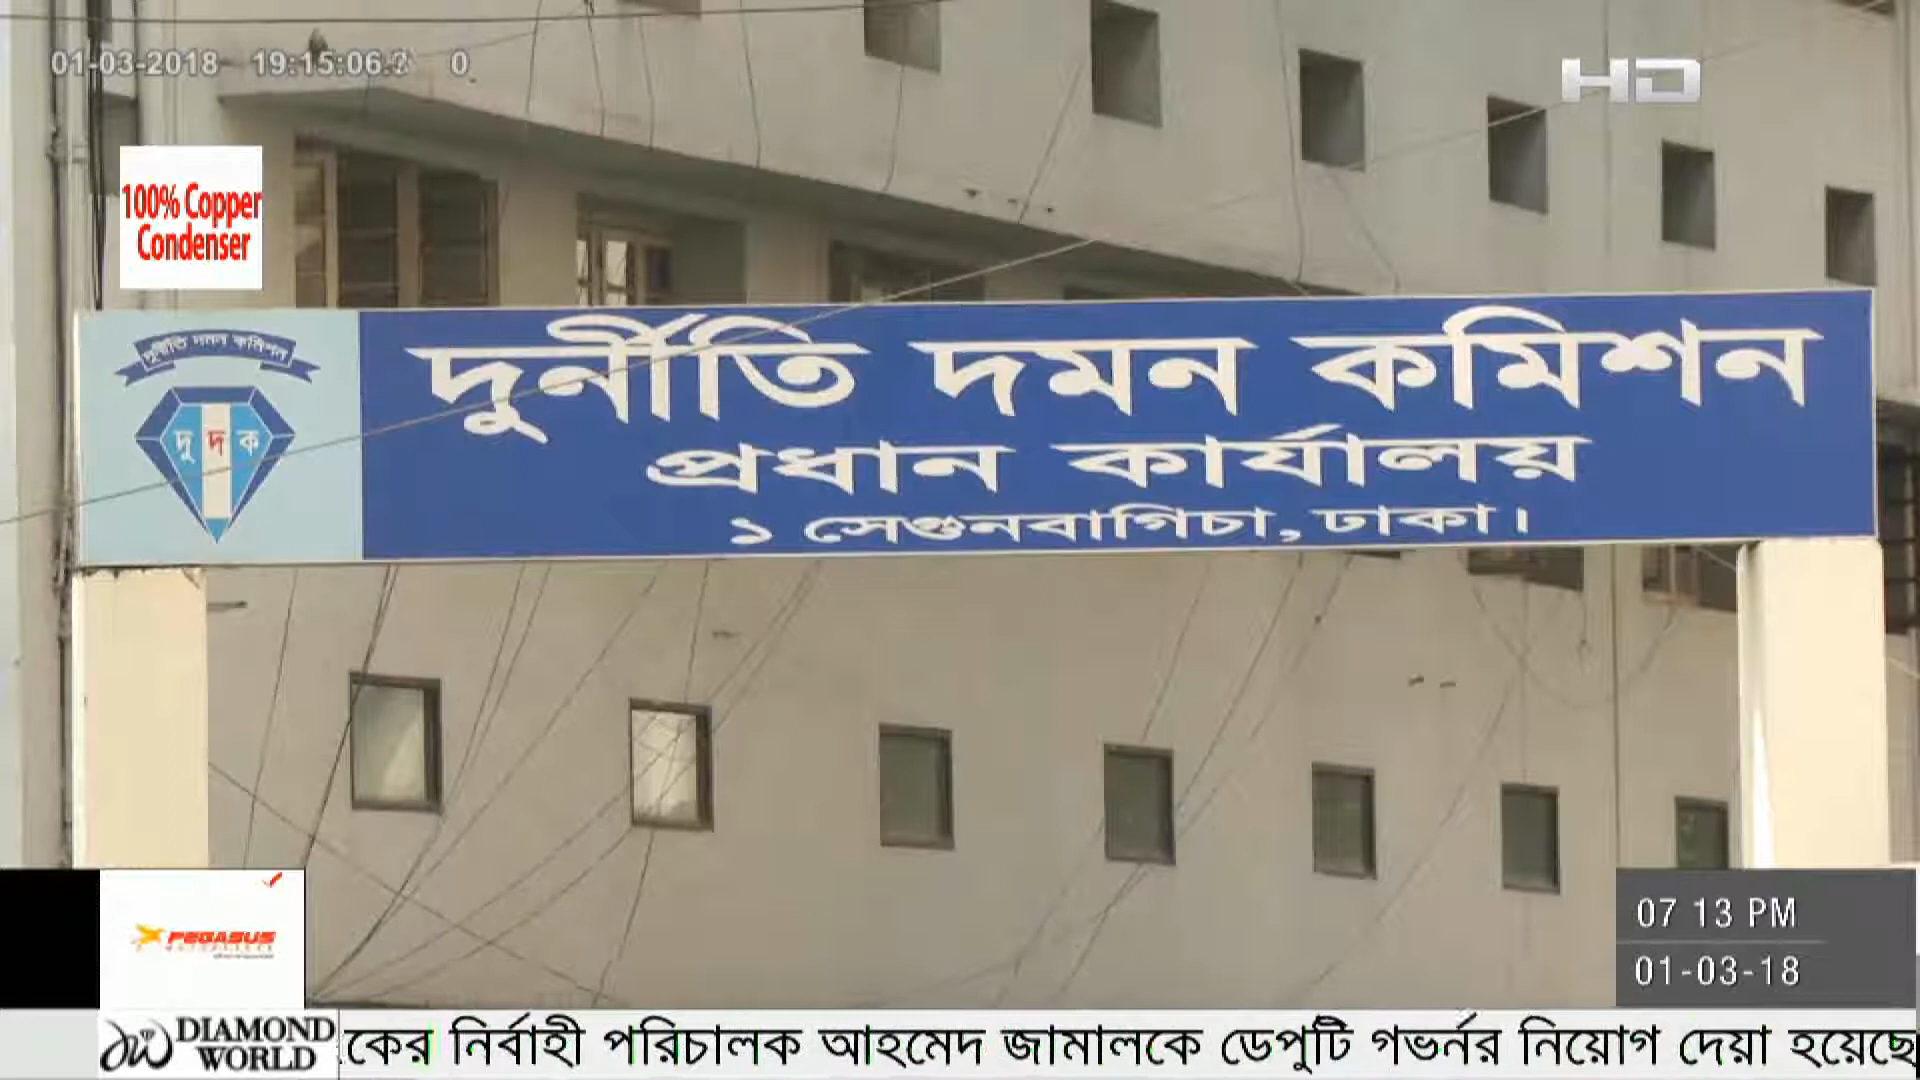 01-03-2018 19:15:06
HD
100% Copper
Condenser
দুর্নীতি দমন কমিশন
দু দ ক
দুর্নীতি দমন কমিশন
প্রধান কার্যালয়
১ সেগুনবাগিচা, ঢাকা।
PEGASUS
07 13 PM
01-03-18
DIAMOND
WORLD
কের নির্বাহী পরিচালক আহমেদ জামালকে ডেপুটি গভর্নর নিয়োগ দেয়া হয়েছে